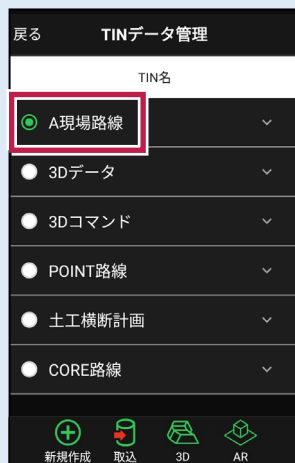 戻る TINデータ管理
TIN名
A現場路線
3Dデータ
3Dコマンド
POINT路線
土工横断計画
CORE路線
新規作成 取込 3D AR